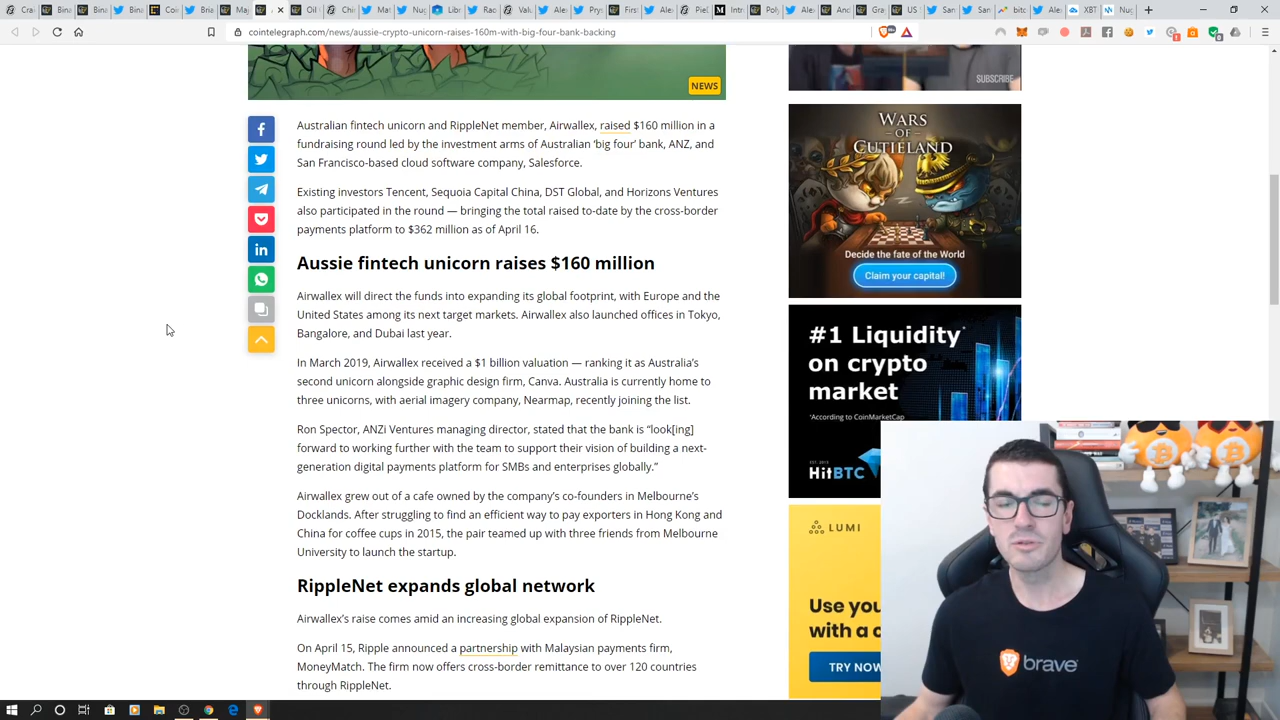 cointelegraph.com/news/aussie-crypto-unicorn-raises-160m-with-big-four-bank-backing
NEWS
SUBSCRIBE
Australian fintech unicorn and RippleNet member, Airwallex, raised $160 million in a
fundraising round led by the investment arms of Australian ‘big four’ bank, ANZ, and
San Francisco-based cloud software company, Salesforce.
Existing investors Tencent, Sequoia Capital China, DST Global, and Horizons Ventures
also participated in the round — bringing the total raised to-date by the cross-border
payments platform to $362 million as of April 16.
Aussie fintech unicorn raises $160 million
Airwallex will direct the funds into expanding its global footprint, with Europe and the
United States among its next target markets. Airwallex also launched offices in Tokyo,
Bangalore, and Dubai last year.
In March 2019, Airwallex received a $1 billion valuation — ranking it as Australia’s
second unicorn alongside graphic design firm, Canva. Australia is currently home to
three unicorns, with aerial imagery company, Nearmap, recently joining the list.
Ron Spector, ANZi Ventures managing director, stated that the bank is “look[ing]
forward to working further with the team to support their vision of building a next-
generation digital payments platform for SMBs and enterprises globally.”
Airwallex grew out of a cafe owned by the company’s co-founders in Melbourne’s
Docklands. After struggling to find an efficient way to pay exporters in Hong Kong and
China for coffee cups in 2015, the pair teamed up with three friends from Melbourne
University to launch the startup.
RippleNet expands global network
Airwallex’s raise comes amid an increasing global expansion of RippleNet.
On April 15, Ripple announced a partnership with Malaysian payments firm,
MoneyMatch. The firm now offers cross-border remittance to over 120 countries
through RippleNet.
WARS
OF
CUTIELAND
Decide the fate of the World
Claim your capital!
#1 Liquidity*
on crypto
market
*According to CoinMarketCap
HitBTC
LUMI
Use you
with a c
TRY NOW
brave